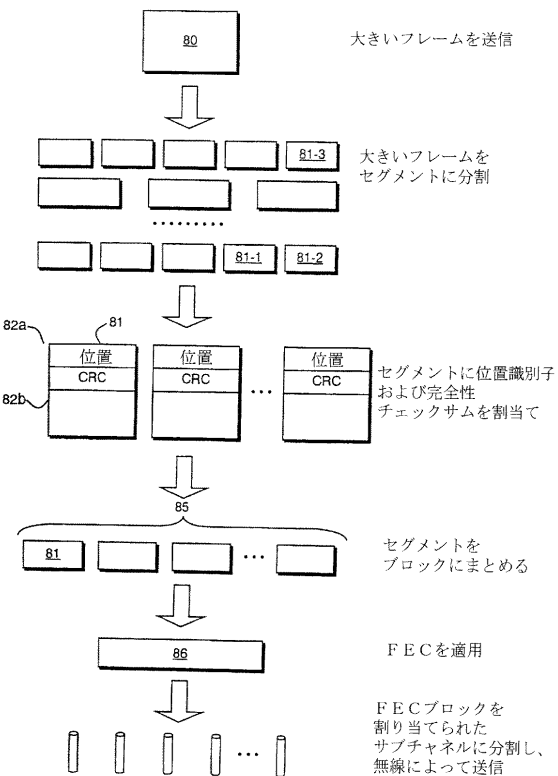 80
大きいフレームを送信
81-3
大きいフレームを
セグメントに分割
81-1
81-2
82a
81
位置
位置
位置
CRC
CRC
CRC
82b
セグメントに位置識別子
および完全性
チェックサムを割当て
85
81
セグメントを
ブロックにまとめる
86
ＦＥＣを適用
ＦＥＣブロックを
割り当てられた
サブチャネルに分割し、
無線によって送信